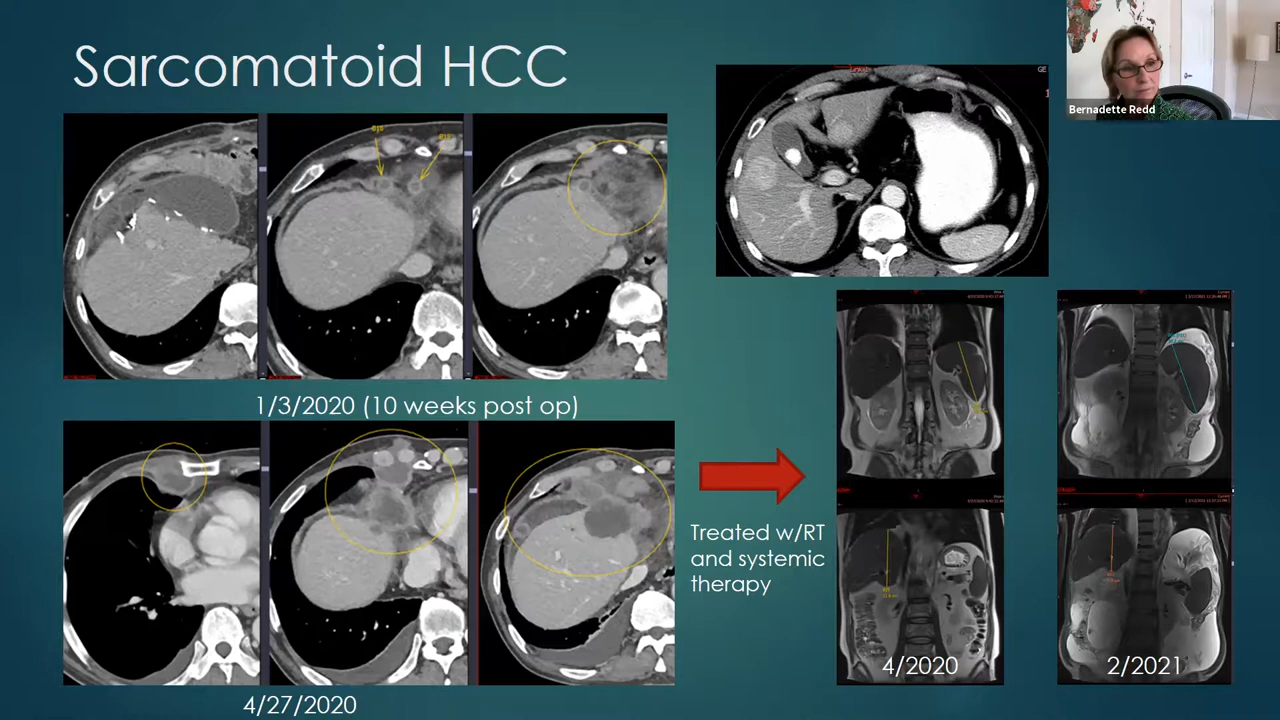 Sarcomatoid HCC
Bernadette Redd
GE
1/3/2020 (10 weeks post op)
Treated w/RT
and systemic
therapy
4/27/2020
4/2020
2/2021